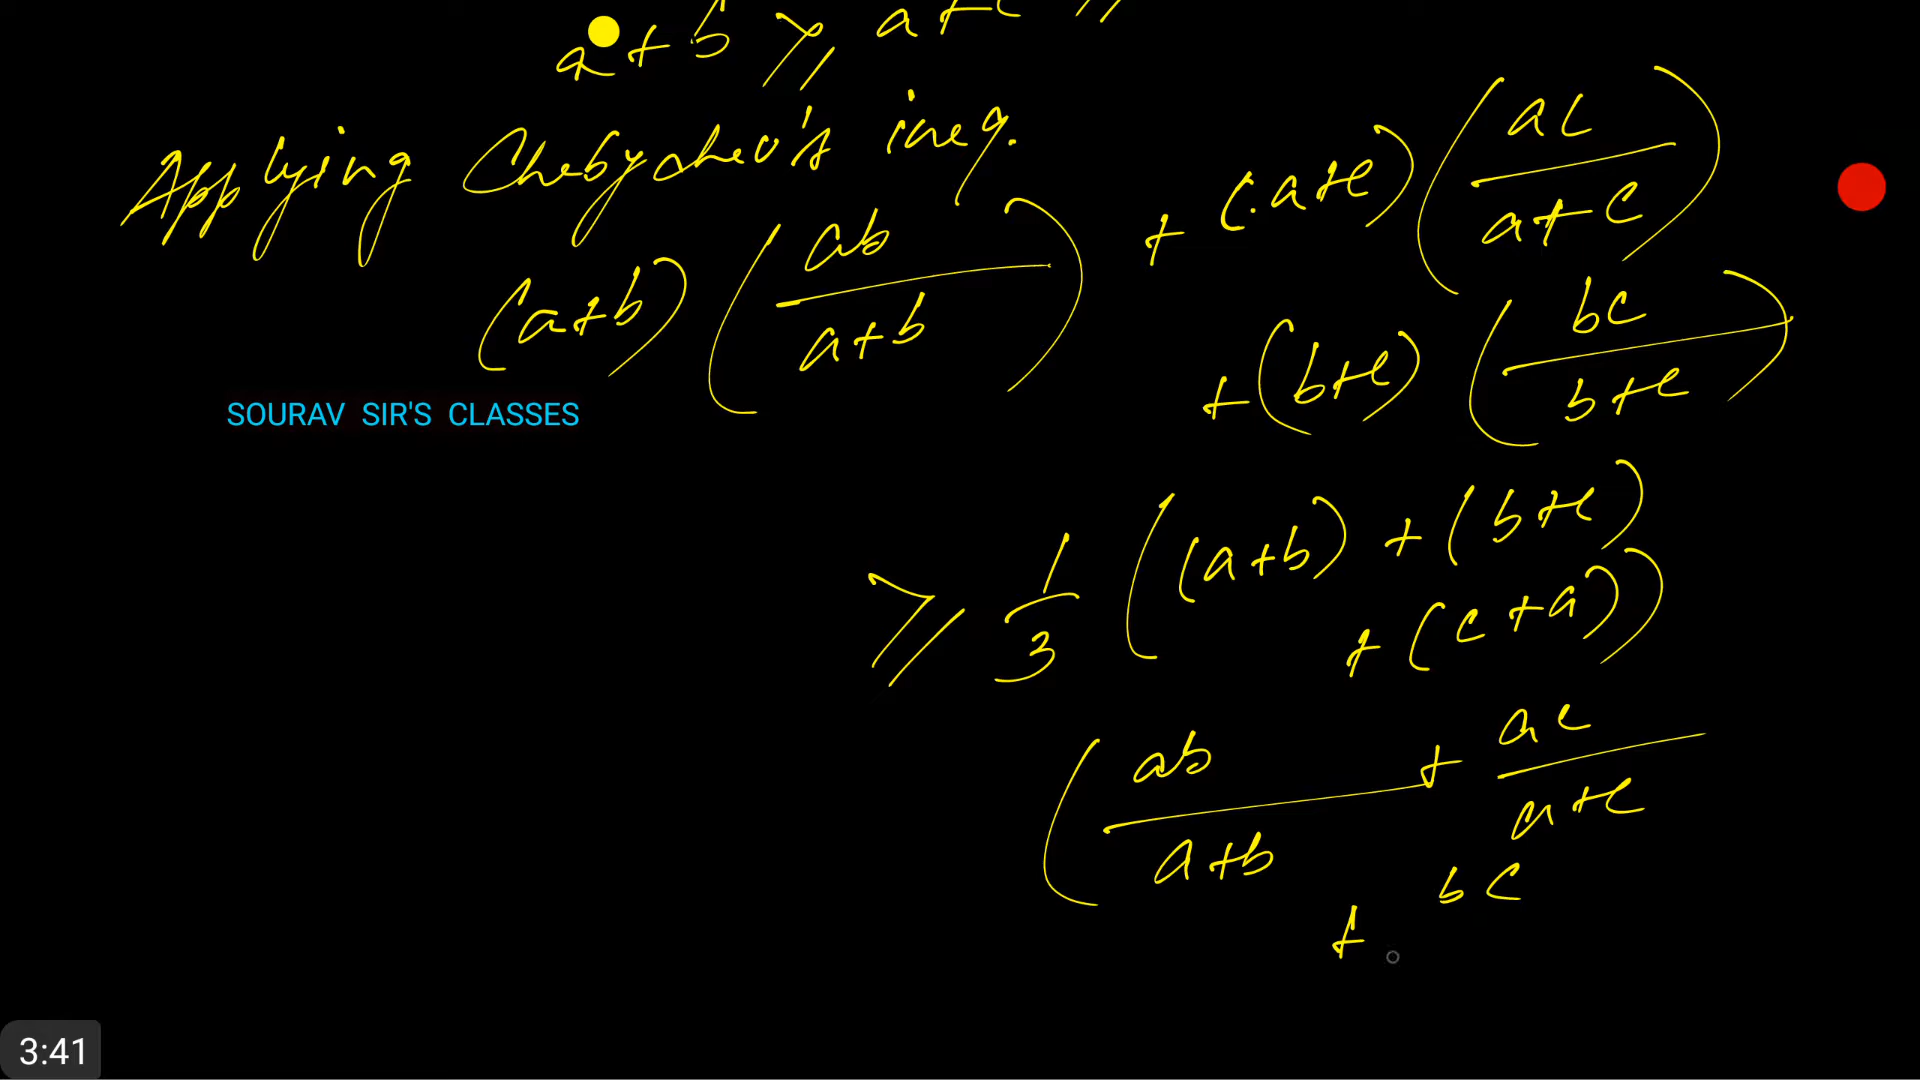 a+b ⩾ a+c ⩾
Applying Chebyshev's ineq.
(a+b) (ab/a+b) + (a+c) (ac/a+c)
+ (b+c) (bc/b+c)
SOURAV SIR'S CLASSES
⩾ 1/3 ((a+b) + (b+c)
+ (c+a))
(ab/a+b + ac/a+c
+ bc
3:41